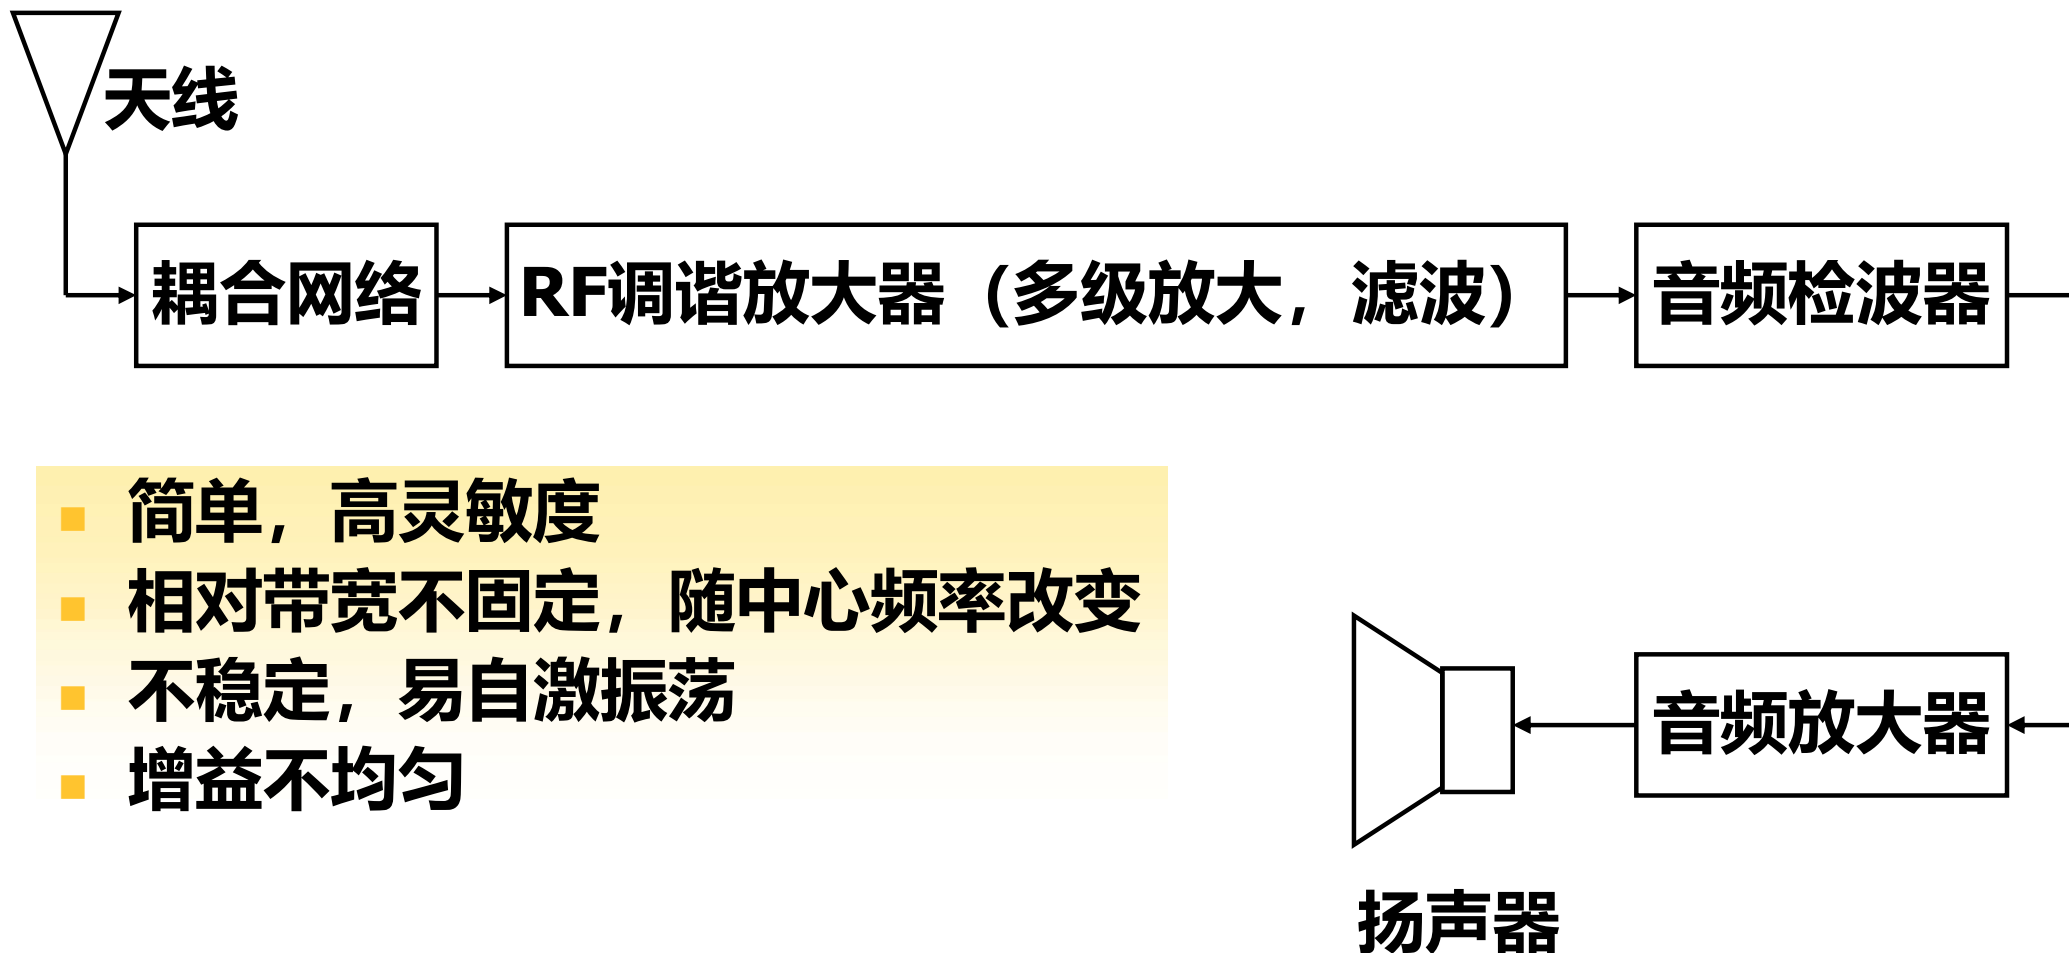 天线
耦合网络
RF调谐放大器（多级放大，滤波）
音频检波器
简单，高灵敏度
相对带宽不固定，随中心频率改变
不稳定，易自激振荡
增益不均匀
音频放大器
扬声器